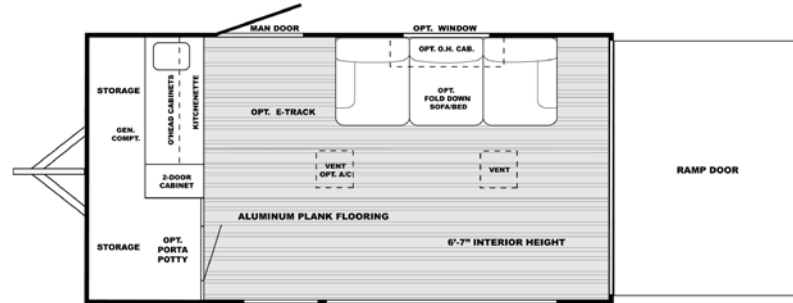 MAN DOOR
OPT. WINDOW
STORAGE
GEN.
COMPT.
O'HEAD CABINETS
KITCHENETTE
OPT. O.H. CAB.
OPT.
FOLD DOWN
SOFA/BED
OPT. E-TRACK
VENT
OPT. A/C
VENT
RAMP DOOR
2-DOOR
CABINET
ALUMINUM PLANK FLOORING
STORAGE
OPT.
PORTA
POTTY
6'-7" INTERIOR HEIGHT